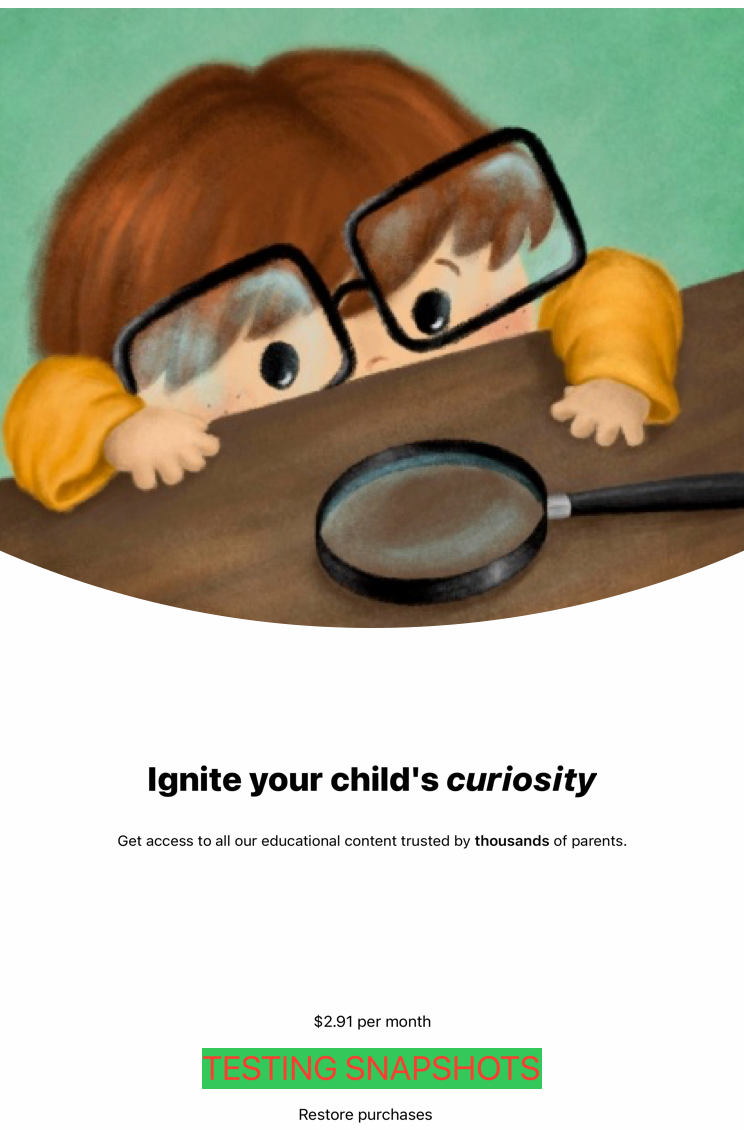 Ignite your child's curiosity
Get access to all our educational content trusted by thousands of parents.
$2.91 per month
TESTING SNAPSHOTS
Restore purchases